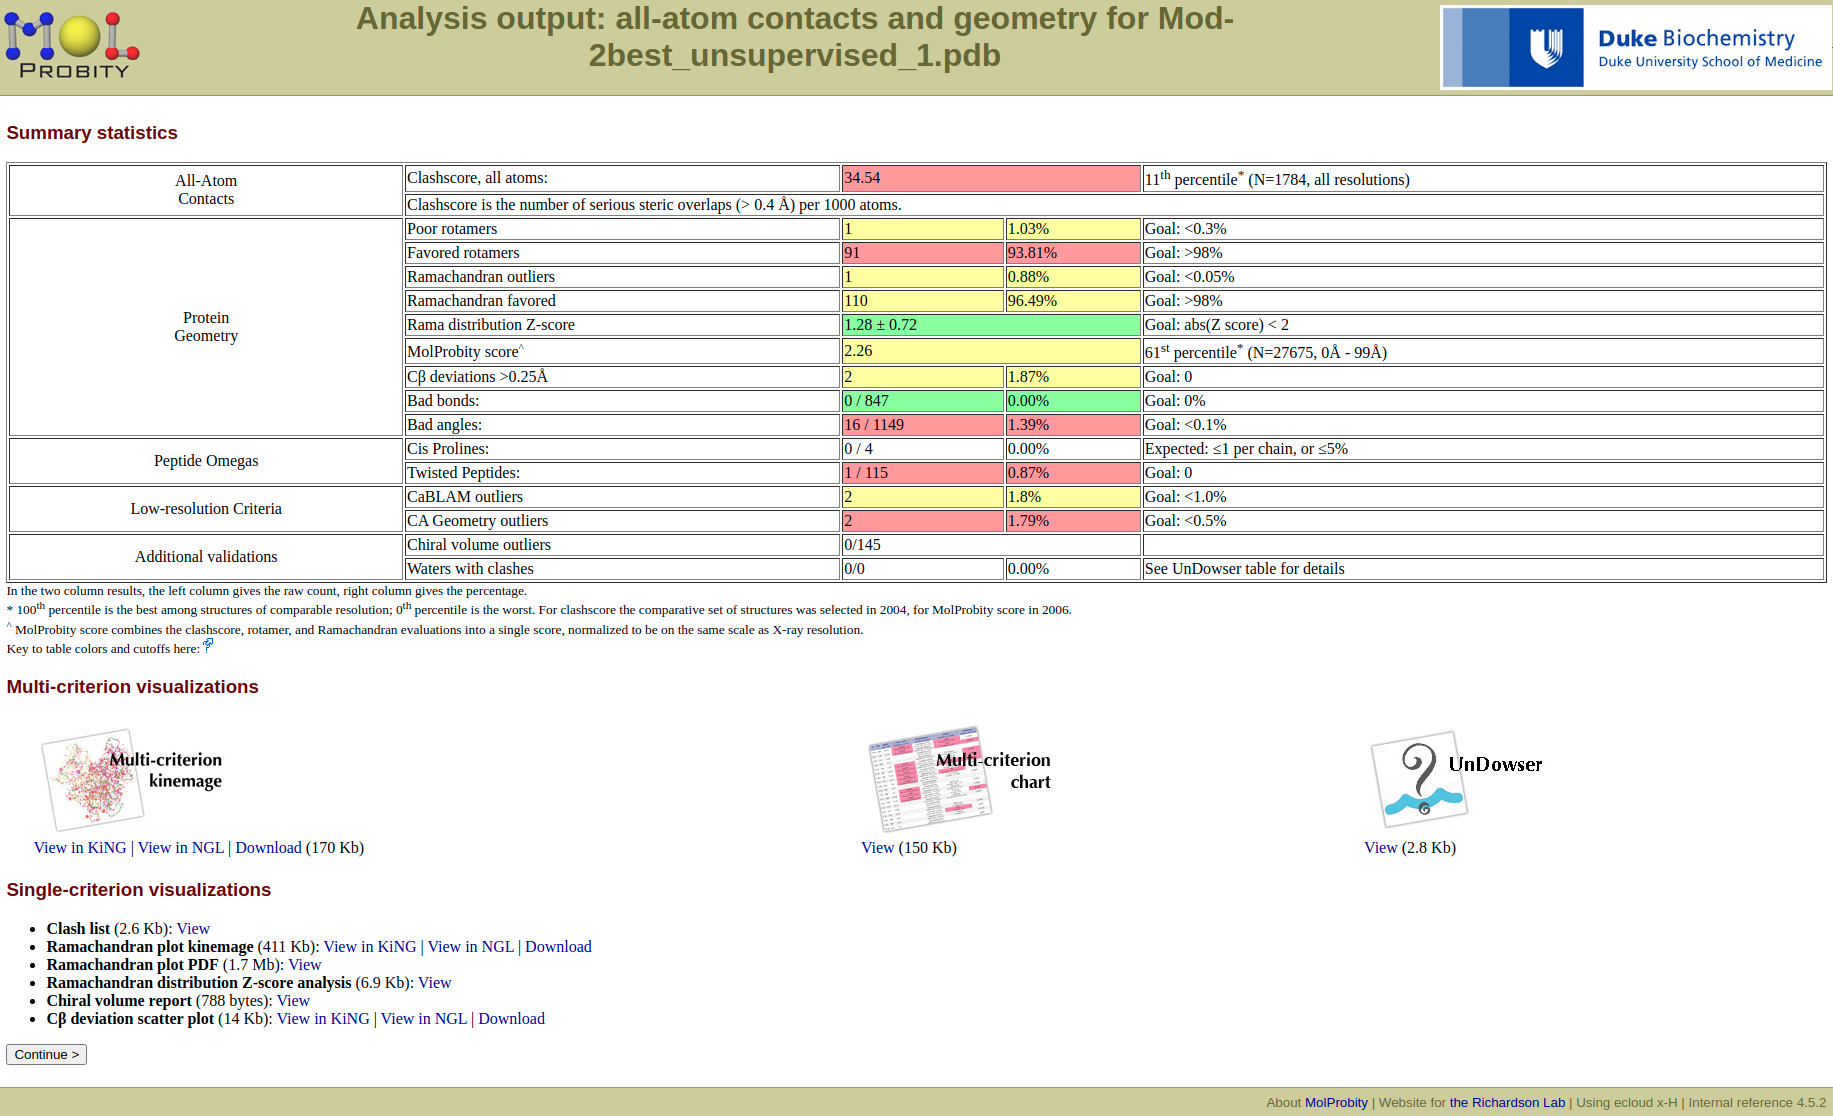 MOL
PROBITY
Analysis output: all-atom contacts and geometry for Mod-
2best_unsupervised_1.pdb
Duke Biochemistry
Duke University School of Medicine
Summary statistics
All-Atom
Contacts
Clashscore, all atoms:
34.54
11th percentile* (N=1784, all resolutions)
Clashscore is the number of serious steric overlaps (> 0.4 Å) per 1000 atoms.
Protein
Geometry
Poor rotamers 1 1.03% Goal: <0.3%
Favored rotamers 91 93.81% Goal: >98%
Ramachandran outliers 1 0.88% Goal: <0.05%
Ramachandran favored 110 96.49% Goal: >98%
Rama distribution Z-score 1.28 ± 0.72 Goal: abs(Z score) < 2
MolProbity score^ 2.26 61st percentile* (N=27675, 0Å - 99Å)
Cβ deviations >0.25Å 2 1.87% Goal: 0
Bad bonds: 0 / 847 0.00% Goal: 0%
Bad angles: 16 / 1149 1.39% Goal: <0.1%
Peptide Omegas
Cis Prolines: 0 / 4 0.00% Expected: ≤1 per chain, or ≤5%
Twisted Peptides: 1 / 115 0.87% Goal: 0
Low-resolution Criteria
CaBLAM outliers 2 1.8% Goal: <1.0%
CA Geometry outliers 2 1.79% Goal: <0.5%
Additional validations
Chiral volume outliers 0/145
Waters with clashes 0/0 0.00% See UnDowser table for details
In the two column results, the left column gives the raw count, right column gives the percentage.
* 100th percentile is the best among structures of comparable resolution; 0th percentile is the worst. For clashscore the comparative set of structures was selected in 2004, for MolProbity score in 2006.
^ MolProbity score combines the clashscore, rotamer, and Ramachandran evaluations into a single score, normalized to be on the same scale as X-ray resolution.
Key to table colors and cutoffs here: ?
Multi-criterion visualizations
Multi-criterion
kinemage
View in KiNG | View in NGL | Download (170 Kb)
Multi-criterion
chart
View (150 Kb)
UnDowser
View (2.8 Kb)
Single-criterion visualizations
• Clash list (2.6 Kb): View
• Ramachandran plot kinemage (411 Kb): View in KiNG | View in NGL | Download
• Ramachandran plot PDF (1.7 Mb): View
• Ramachandran distribution Z-score analysis (6.9 Kb): View
• Chiral volume report (788 bytes): View
• Cβ deviation scatter plot (14 Kb): View in KiNG | View in NGL | Download
Continue >
About MolProbity | Website for the Richardson Lab | Using ecloud x-H | Internal reference 4.5.2